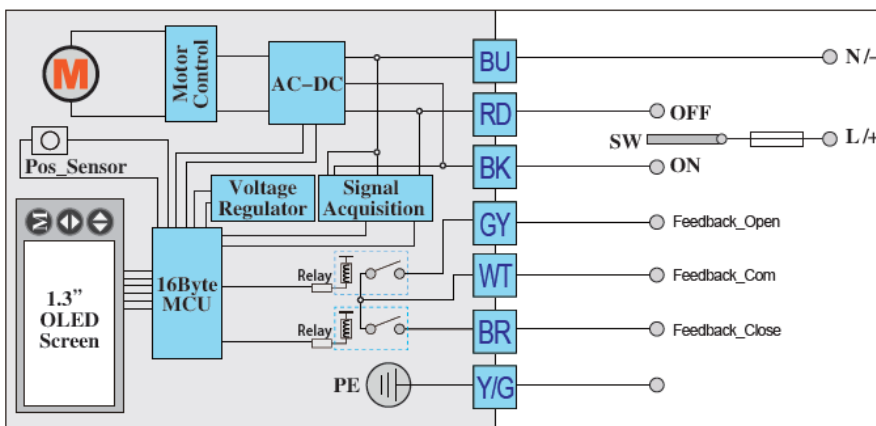 M
Motor
Control
AC-DC
BU
N/-
RD
OFF
SW
L/+
BK
ON
Pos_Sensor
Voltage
Regulator
Signal
Acquisition
M
GY
Feedback_Open
16Byte
MCU
Relay
WT
Feedback_Com
1.3”
OLED
Screen
Relay
BR
Feedback_Close
PE
Y/G